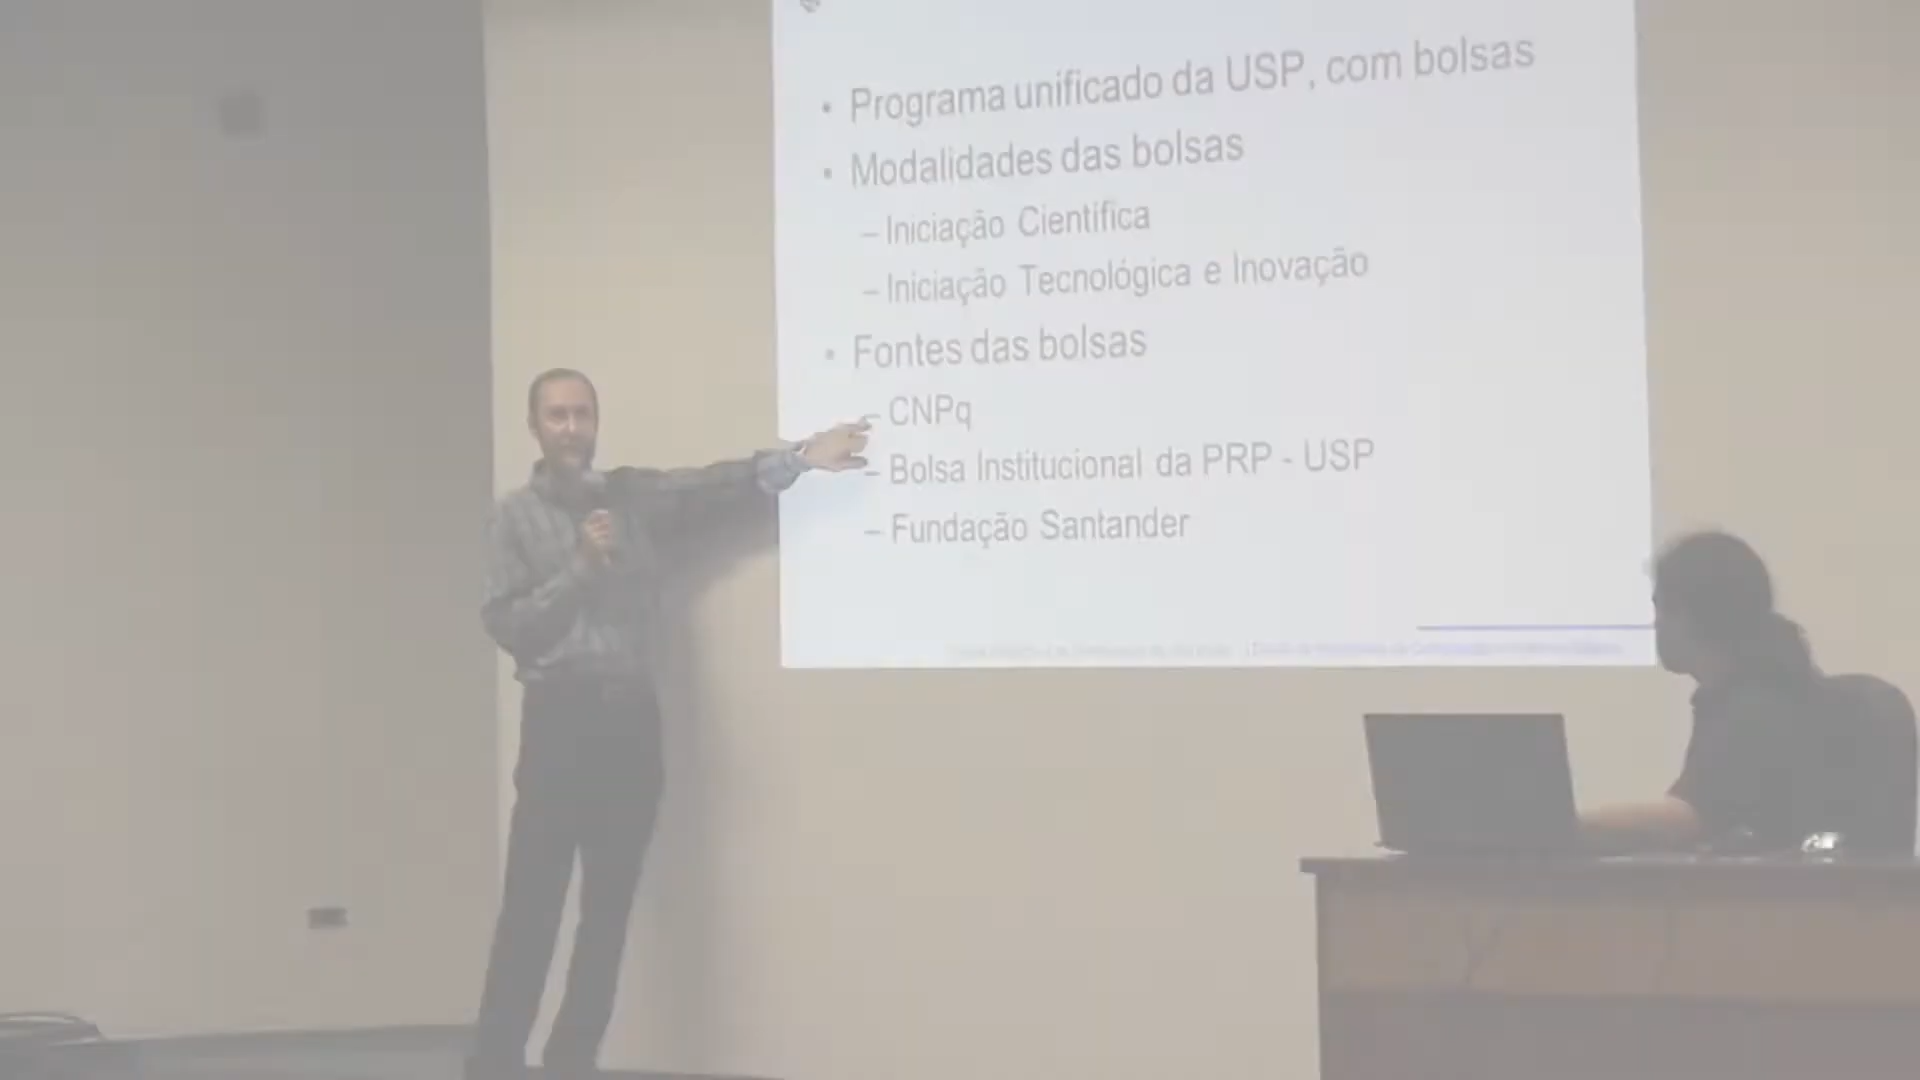 • Programa unificado da USP, com bolsas
• Modalidades das bolsas
– Iniciação Científica
– Iniciação Tecnológica e Inovação
• Fontes das bolsas
– CNPq
– Bolsa Institucional da PRP - USP
– Fundação Santander